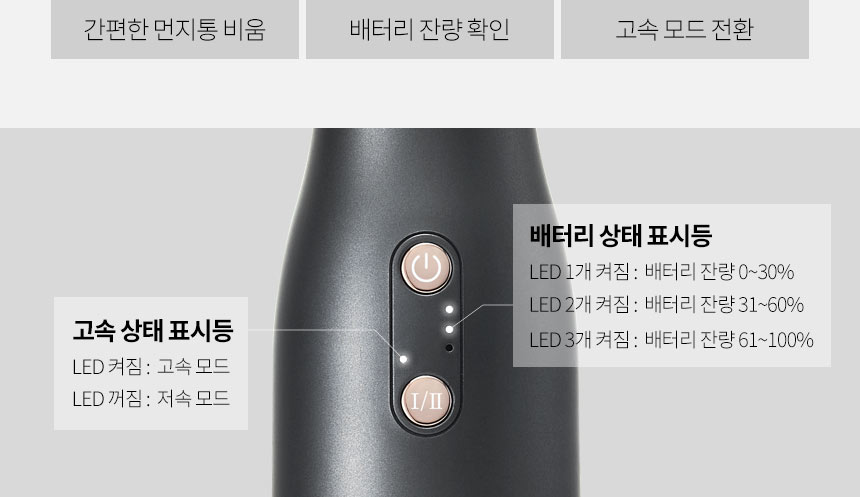 간편한 먼지통 비움
배터리 잔량 확인
고속 모드 전환
배터리 상태 표시등
LED 1개 켜짐 : 배터리 잔량 0~30%
LED 2개 켜짐 : 배터리 잔량 31~60%
LED 3개 켜짐 : 배터리 잔량 61~100%
고속 상태 표시등
LED 켜짐 : 고속 모드
LED 꺼짐 : 저속 모드
I/II